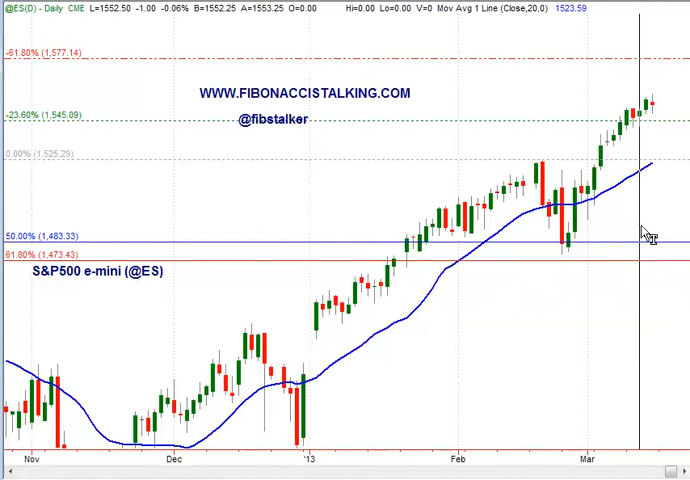 @ES(D) - Daily CME L=1552.50 -1.00 -0.06% B=1552.25 A=1553.25 O=0.00 Hi=0.00 Lo=0.00 V=0 Mov Avg 1 Line (Close,20,0) 1523.59
-61.80% (1,577.14)
WWW.FIBONACCISTALKING.COM
-23.60% (1,545.09)
@fibstalker
0.00% (1,525.29)
50.00% (1,483.33)
61.80% (1,473.43)
S&P500 e-mini (@ES)
Nov Dec '13 Feb Mar